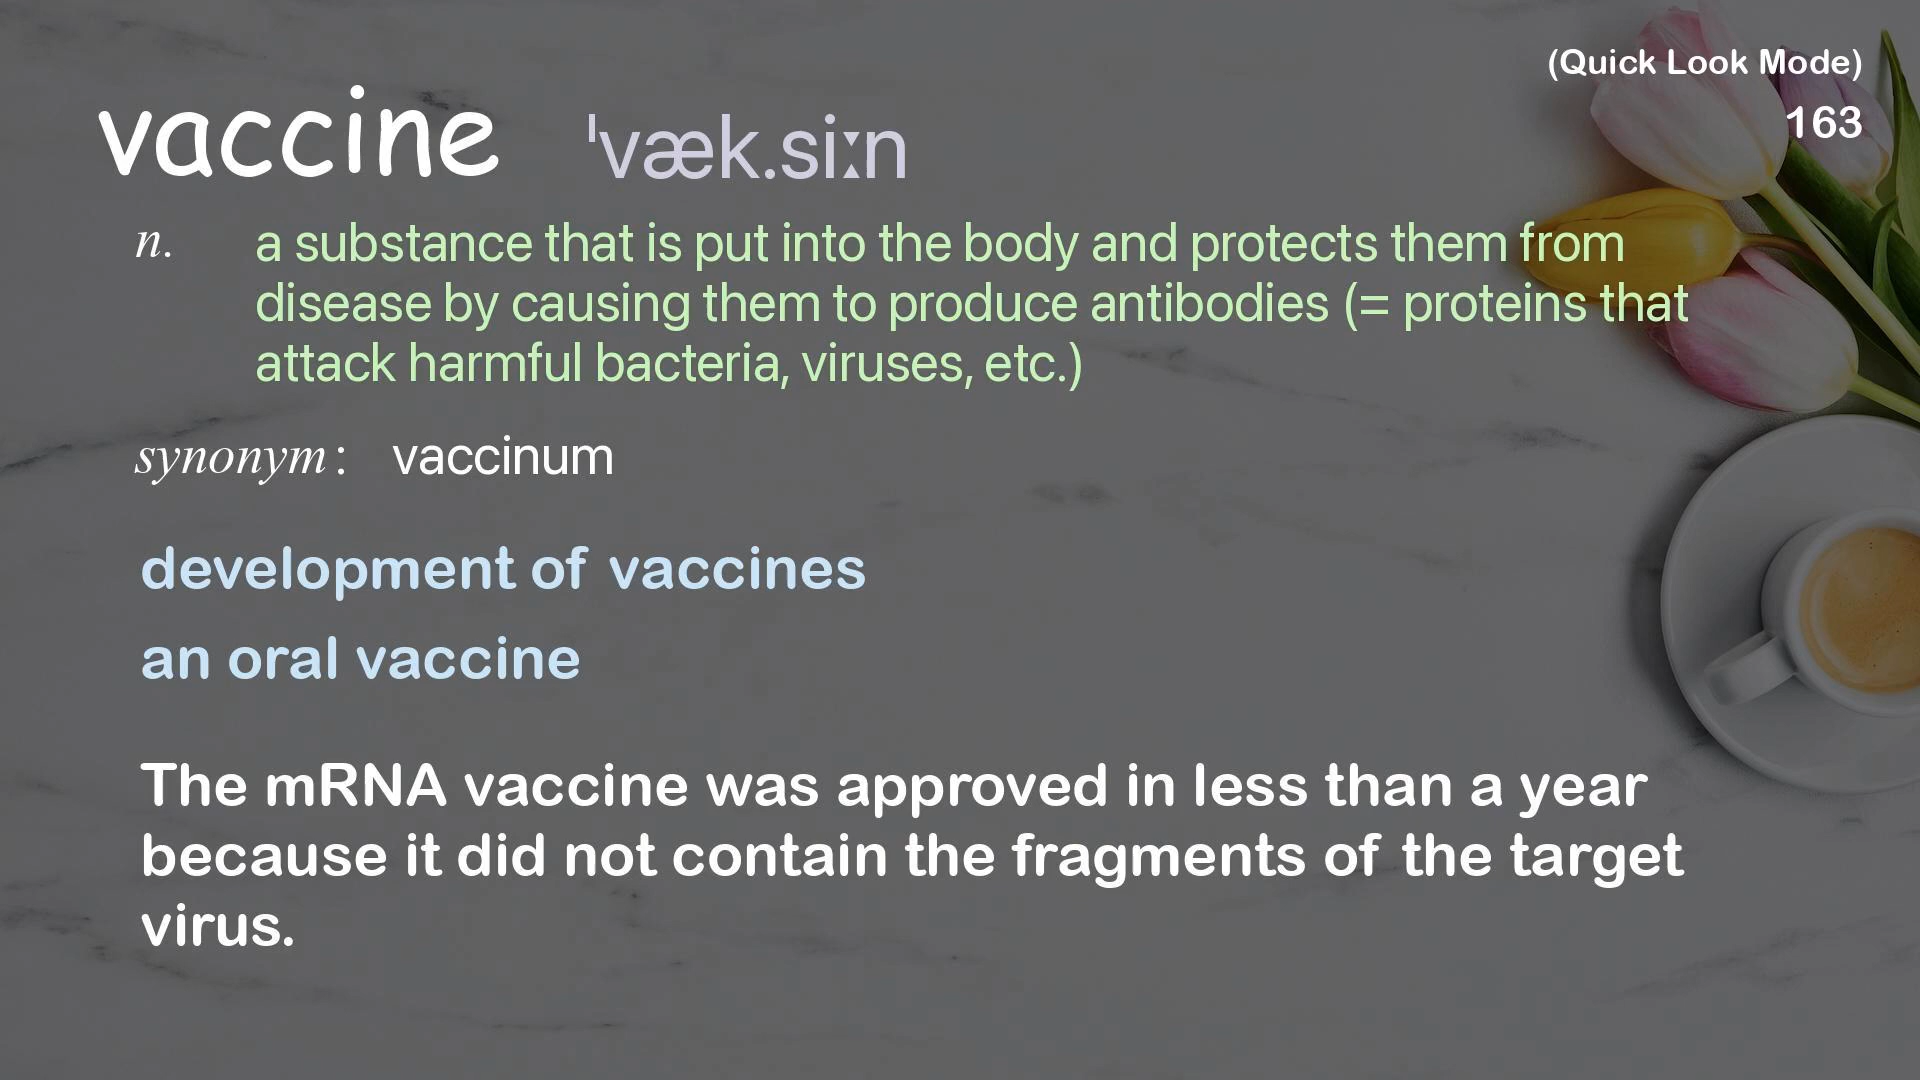 (Quick Look Mode)
163
vaccine ˈvæk.siːn
n. a substance that is put into the body and protects them from
disease by causing them to produce antibodies (= proteins that
attack harmful bacteria, viruses, etc.)
synonym: vaccinum
development of vaccines
an oral vaccine
The mRNA vaccine was approved in less than a year
because it did not contain the fragments of the target
virus.